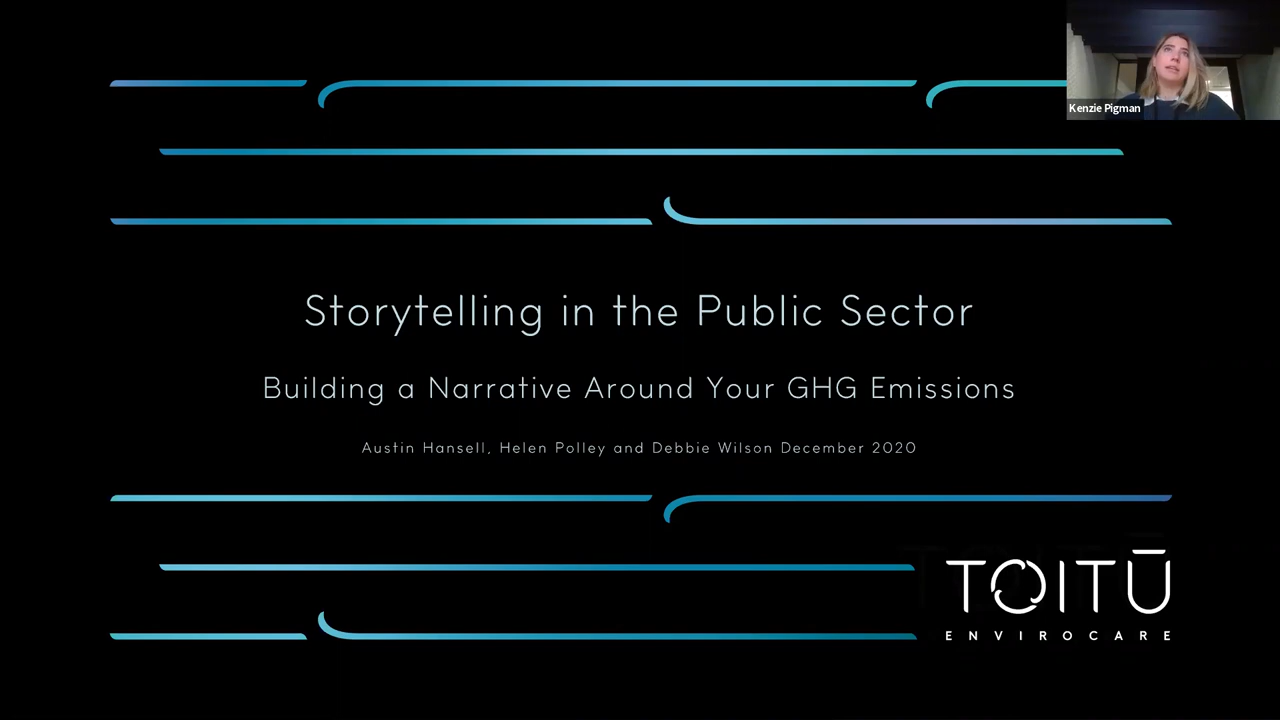 Kenzie Pigman
Storytelling in the Public Sector
Building a Narrative Around Your GHG Emissions
Austin Hansell, Helen Polley and Debbie Wilson December 2020
TOITŪ
ENVIROCARE